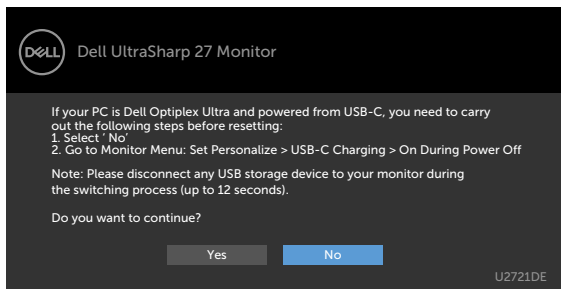 DELL
Dell UltraSharp 27 Monitor
If your PC is Dell Optiplex Ultra and powered from USB-C, you need to carry
out the following steps before resetting:
1. Select ‘ No’
2. Go to Monitor Menu: Set Personalize > USB-C Charging > On During Power Off
Note: Please disconnect any USB storage device to your monitor during
the switching process (up to 12 seconds).
Do you want to continue?
Yes No
U2721DE